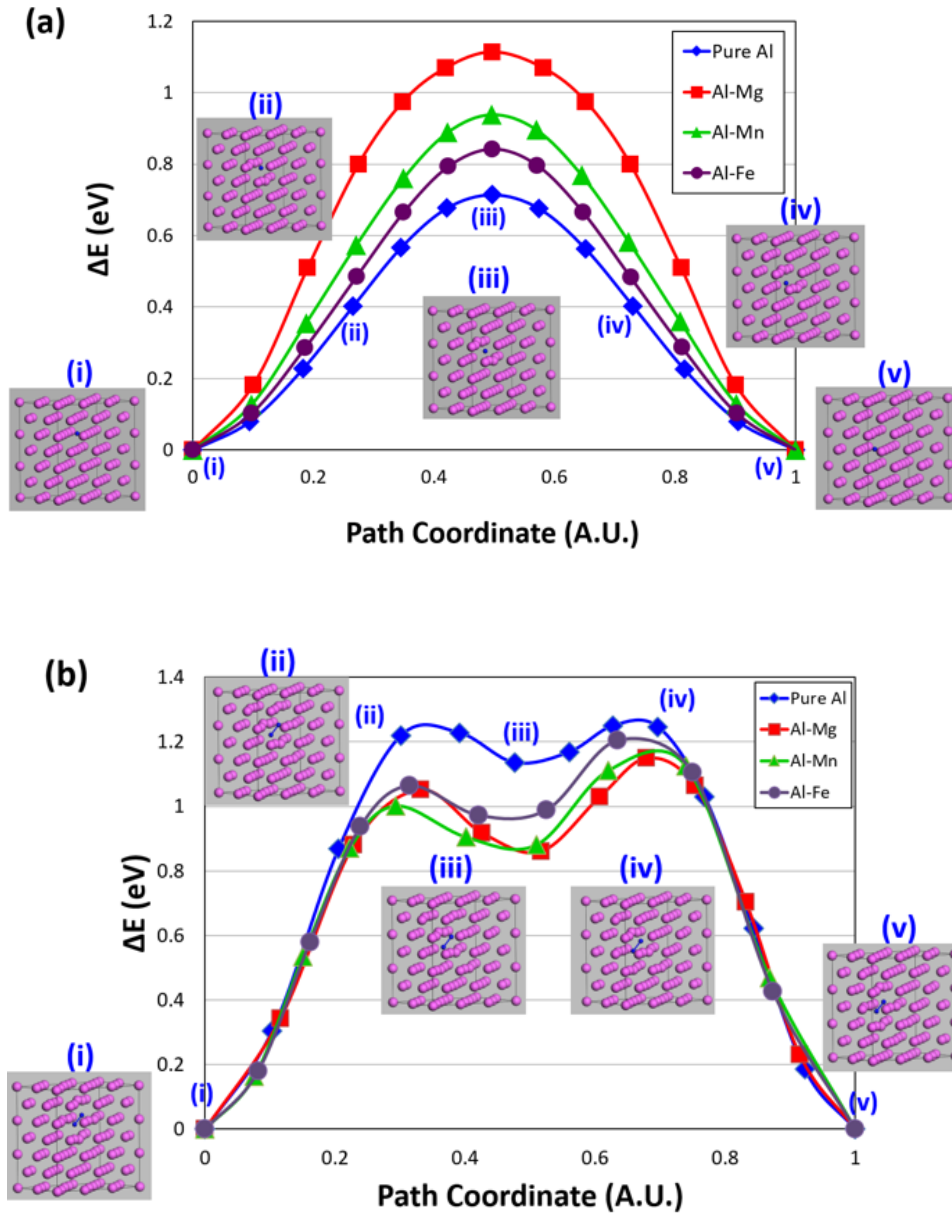 (a)
1.2
1
0.8
0.6
0.4
0.2
0
ΔE (eV)
Pure Al
Al-Mg
Al-Mn
Al-Fe
(ii)
(iv)
(iii)
(iii)
(ii)
(iv)
(i)
(v)
(i)
(v)
0 0.2 0.4 0.6 0.8 1
Path Coordinate (A.U.)
(b)
1.4
1.2
1
0.8
0.6
0.4
0.2
0
ΔE (eV)
Pure Al
Al-Mg
Al-Mn
Al-Fe
(ii)
(ii)
(iii)
(iv)
(iii)
(iv)
(v)
(i)
(i)
(v)
0 0.2 0.4 0.6 0.8 1
Path Coordinate (A.U.)